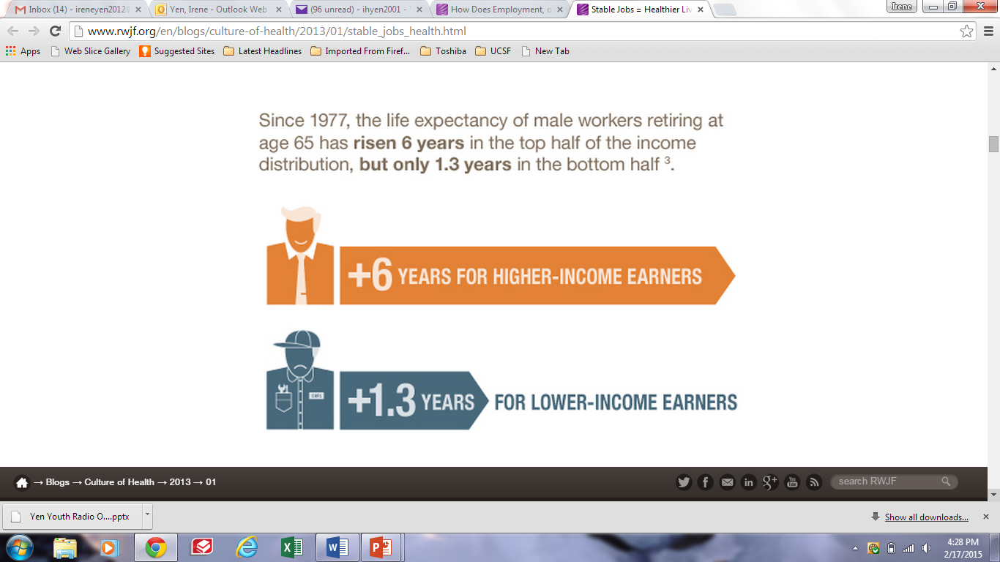 Inbox (14) - ireneyen2012@
Yen, Irene - Outlook Web
(96 unread) - ihyen2001 -
How Does Employment, o
Stable Jobs = Healthier Liv
Irene
www.rwjf.org/en/blogs/culture-of-health/2013/01/stable_jobs_health.html
Apps Web Slice Gallery Suggested Sites Latest Headlines Imported From Firef... Toshiba UCSF New Tab
Since 1977, the life expectancy of male workers retiring at
age 65 has risen 6 years in the top half of the income
distribution, but only 1.3 years in the bottom half 3.
+6 YEARS FOR HIGHER-INCOME EARNERS
EARL
+1.3 YEARS FOR LOWER-INCOME EARNERS
→ Blogs → Culture of Health → 2013 → 01
search RWJF
Yen Youth Radio O....pptx
Show all downloads...
4:28 PM
2/17/2015